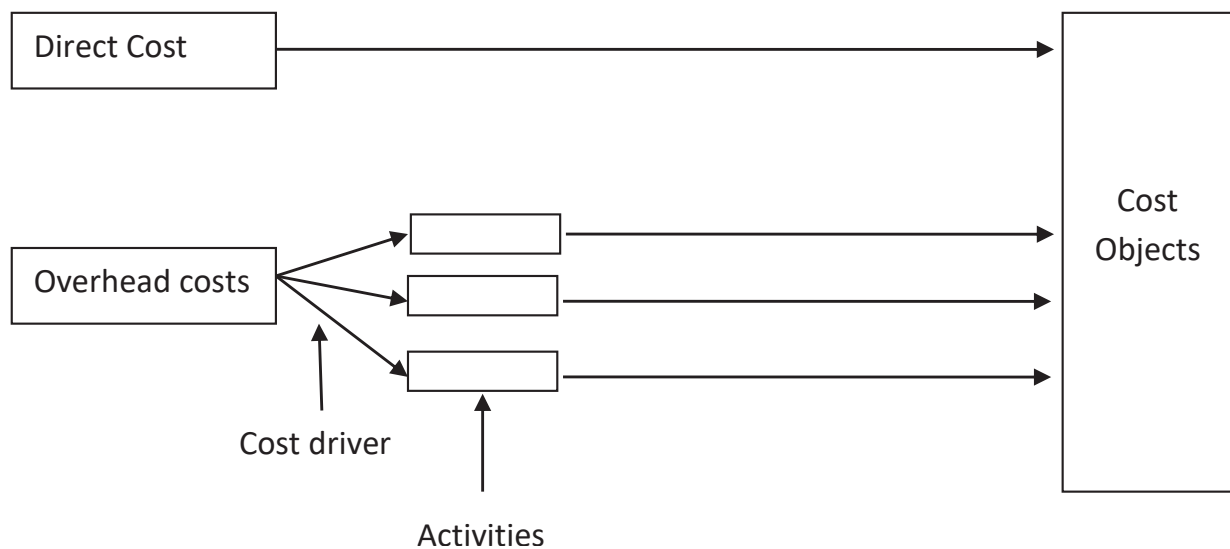 Direct Cost
Cost
Objects
Overhead costs
Cost driver
Activities